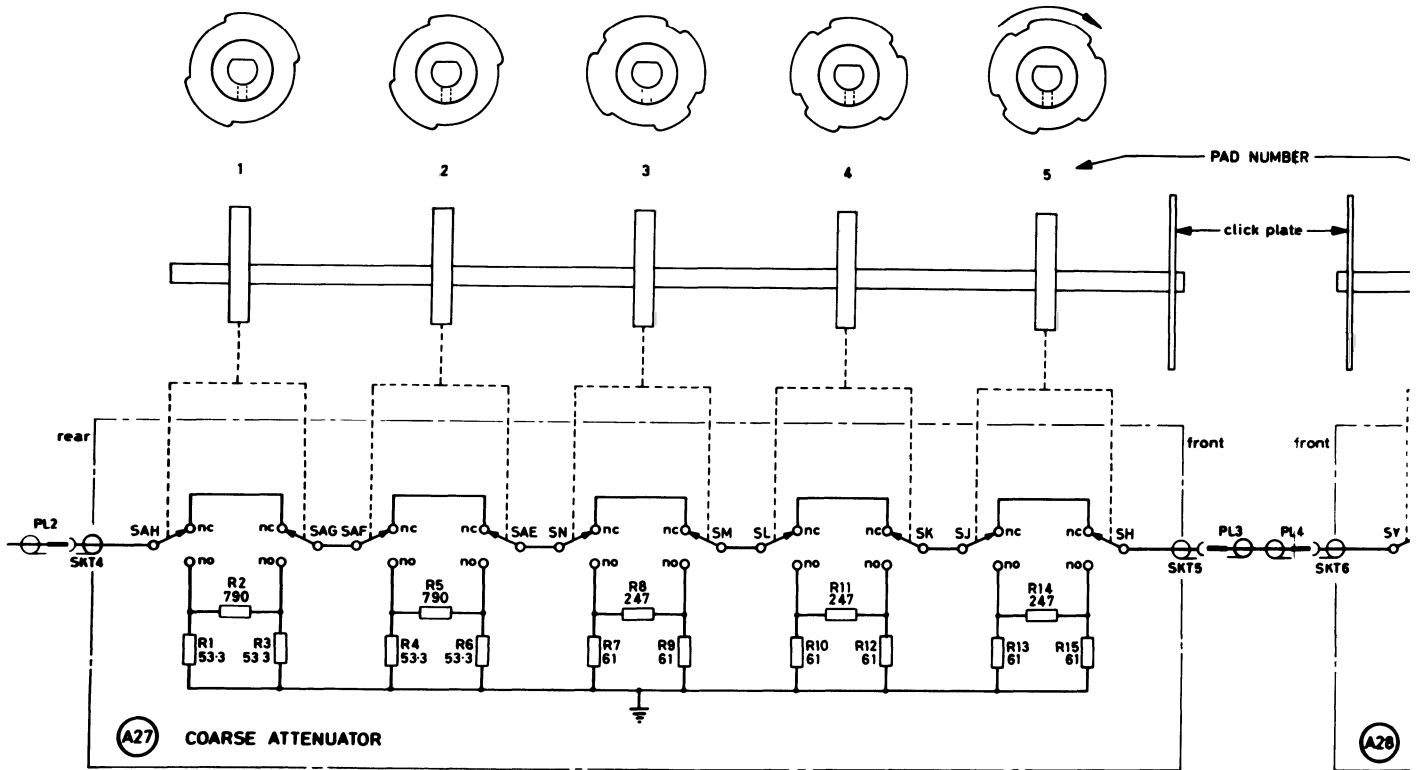 1 2 3 4 5
PAD NUMBER
click plate
rear
front
front
PL2
SKT4
SAH
nc
nc
SAG
SAF
nc
nc
SAE
SN
nc
nc
SM
SL
nc
nc
SK
SJ
nc
nc
SH
SKT5
PL3
PL4
SKT6
SY
no
no
no
no
no
no
no
no
no
no
R2
790
R5
790
R8
247
R11
247
R14
247
R1
53·3
R3
53 3
R4
53·3
R6
53·3
R7
61
R9
61
R10
61
R12
61
R13
61
R15
61
A27 COARSE ATTENUATOR
A28